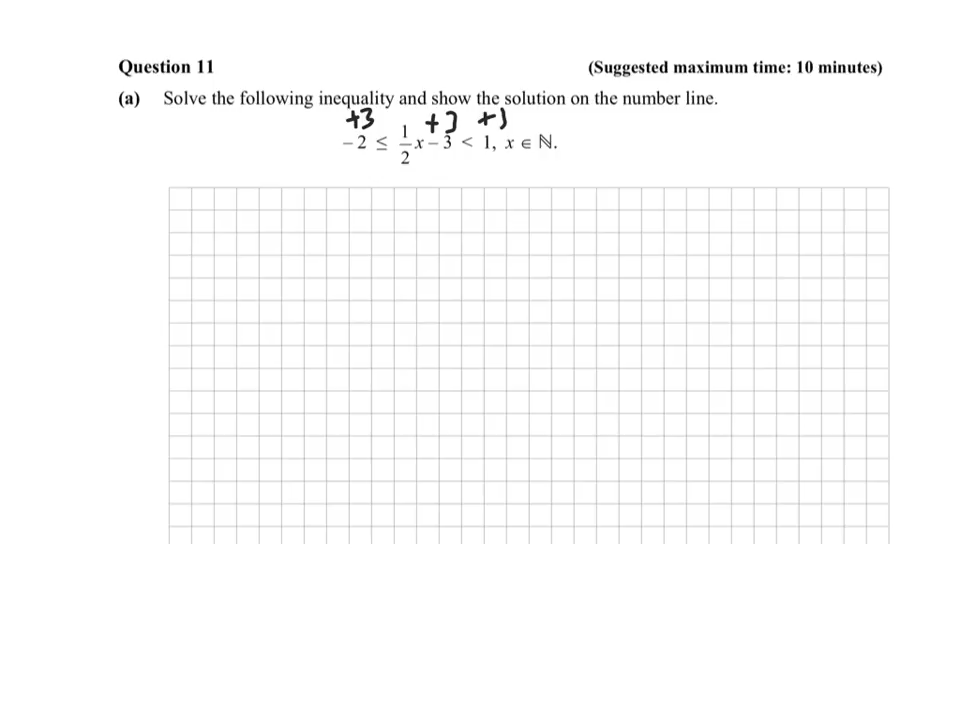 Question 11 (Suggested maximum time: 10 minutes)
(a) Solve the following inequality and show the solution on the number line.
+3 +3 +3
− 2 ≤ 1/2 x − 3 < 1, x ∈ ℕ.